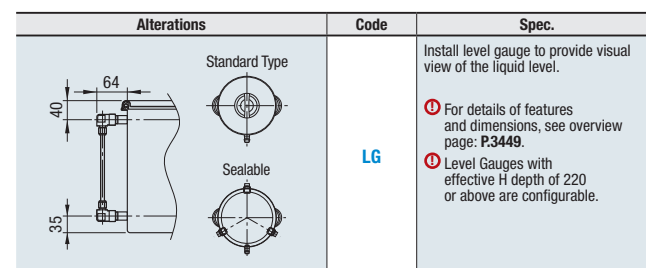 Alterations Code Spec.
Standard Type
64
40
Sealable
35
LG
Install level gauge to provide visual
view of the liquid level.
For details of features
and dimensions, see overview
page: P.3449.
Level Gauges with
effective H depth of 220
or above are configurable.